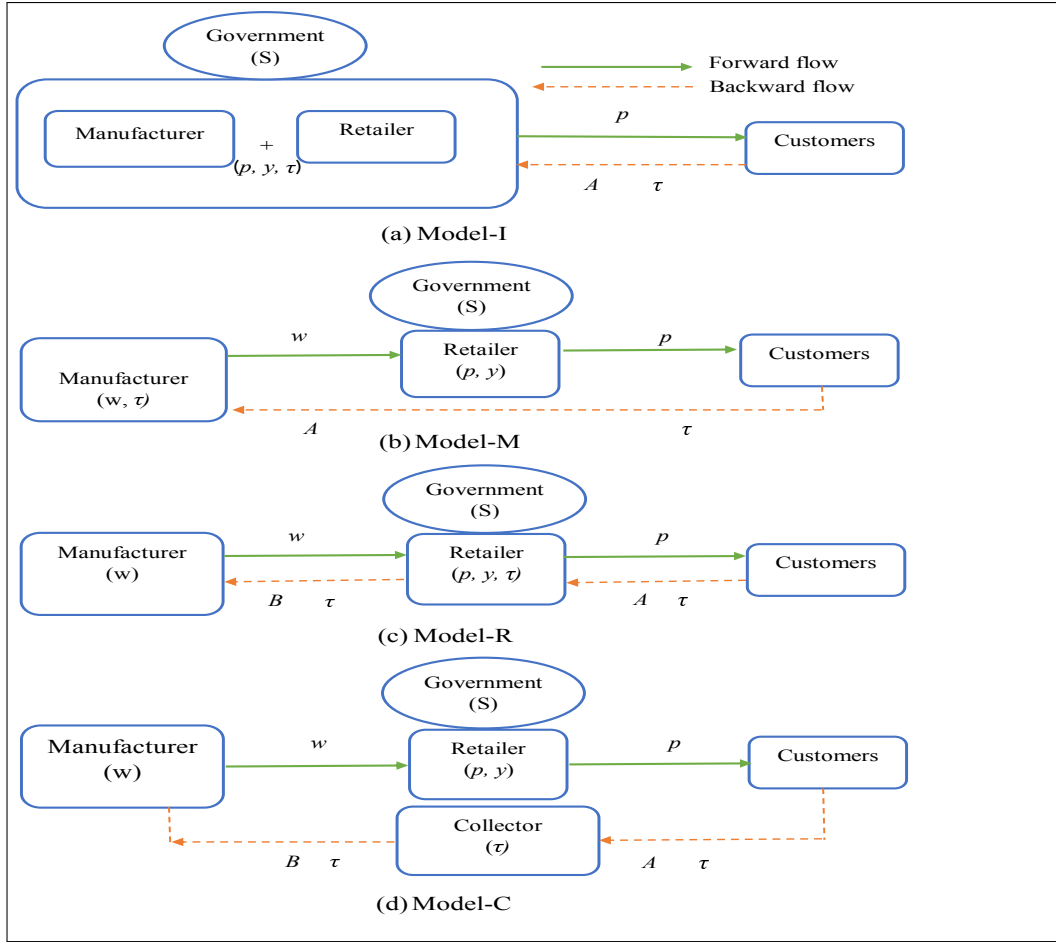 Government
(S)
Forward flow
Backward flow
Manufacturer
+
Retailer
(p, y, τ)
p
Customers
A τ
(a) Model-I
Government
(S)
w
Retailer
(p, y)
p
Customers
Manufacturer
(w, τ)
A τ
(b) Model-M
Government
(S)
Manufacturer
(w)
w
Retailer
(p, y, τ)
p
Customers
B τ
A τ
(c) Model-R
Government
(S)
Manufacturer
(w)
w
Retailer
(p, y)
p
Customers
Collector
(τ)
B τ
A τ
(d) Model-C